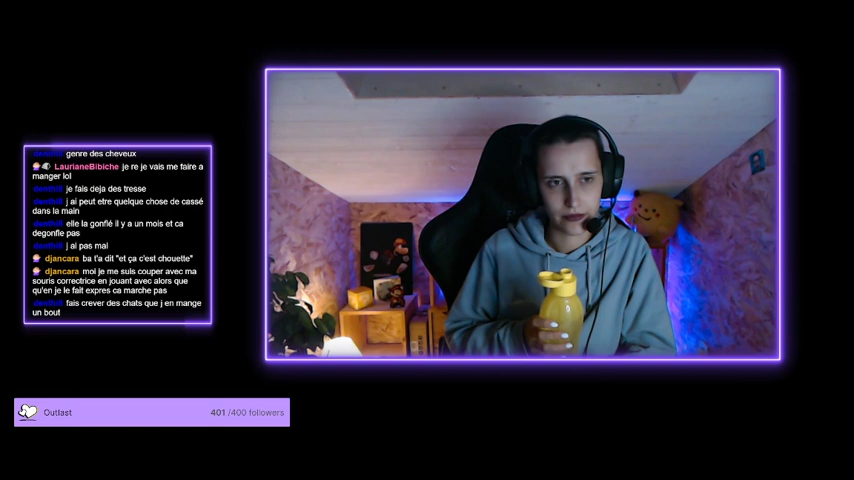 genre des cheveux
LaurianeBibiche je re je vais me faire a
manger lol
je fais deja des tresse
j ai peut etre quelque chose de cassé
dans la main
elle la gonflé il y a un mois et ca
degonfle pas
j ai pas mal
djancara ba t'a dit "et ça c'est chouette"
djancara moi je me suis couper avec ma
souris correctrice en jouant avec alors que
qu'en je le fait expres ca marche pas
fais crever des chats que j en mange
un bout
Outlast 401 /400 followers